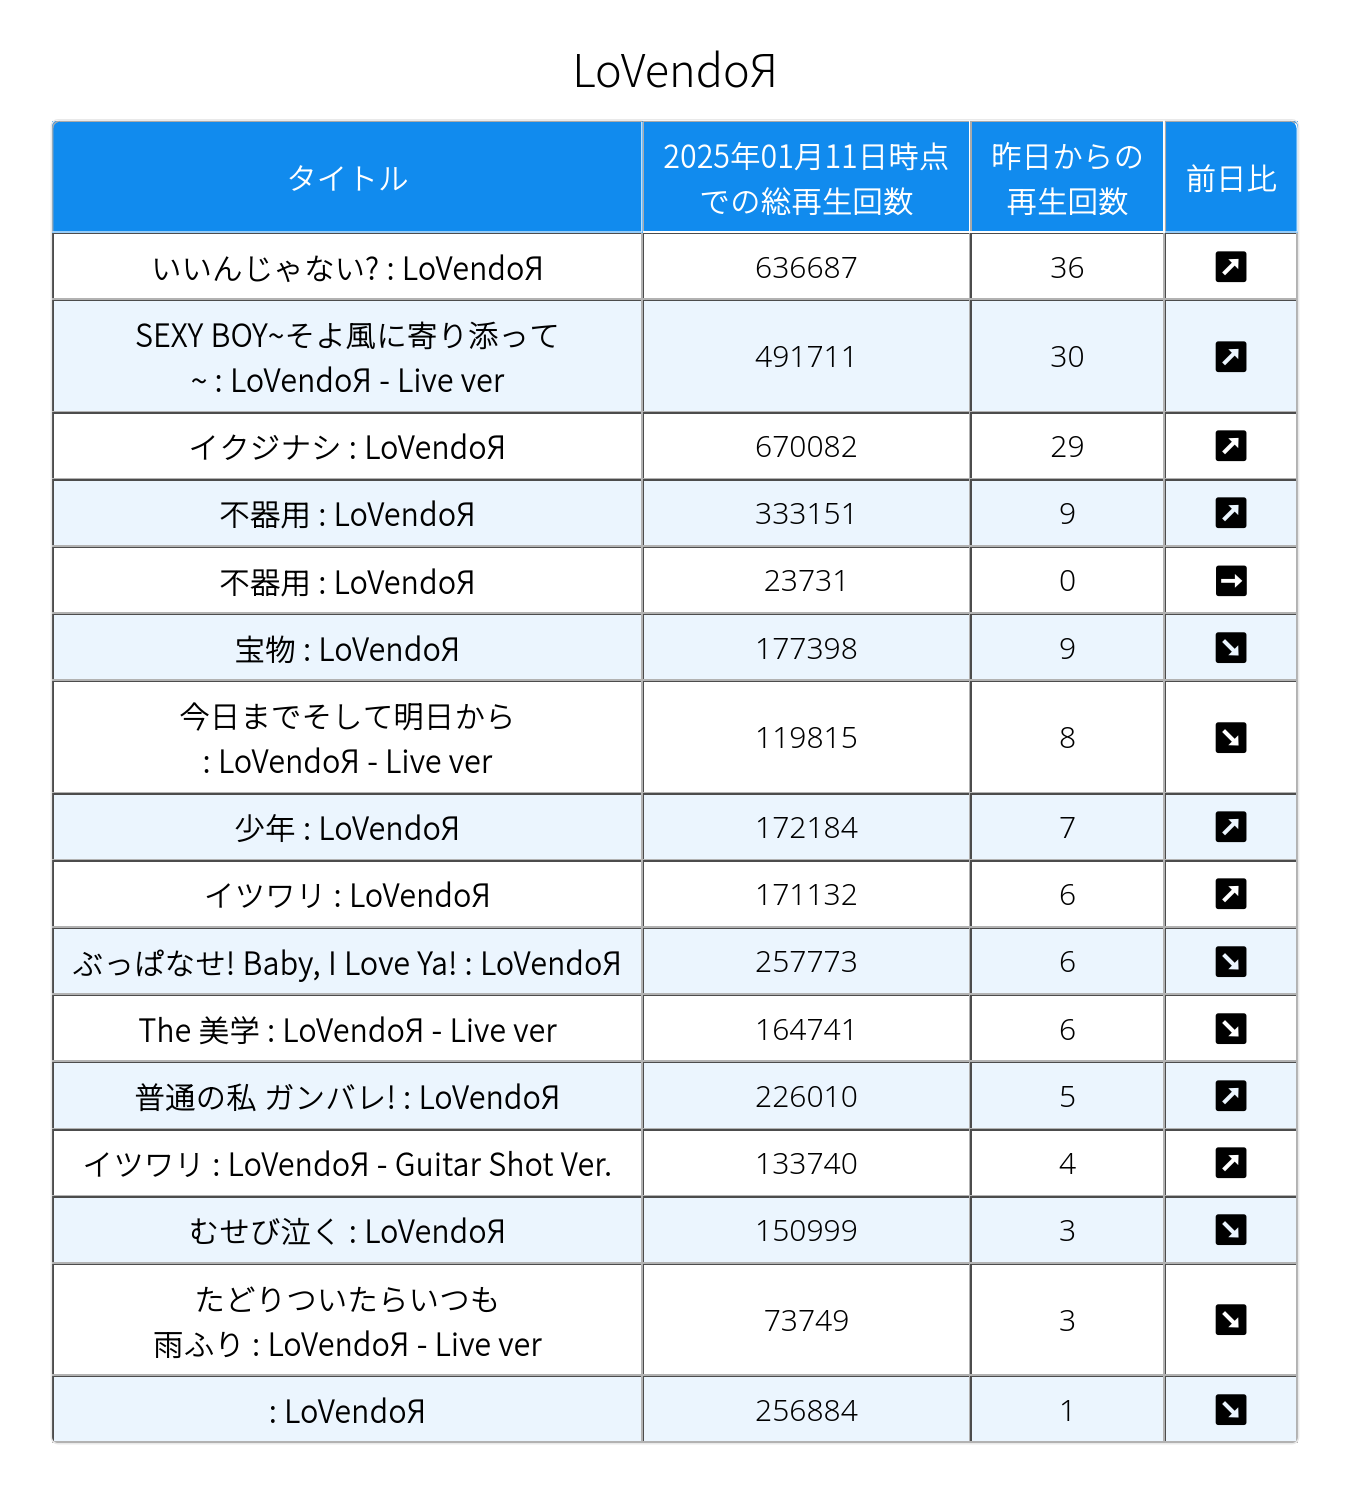 LoVendoЯ
タイトル
2025年01月11日時点
での総再生回数
昨日からの
再生回数
前日比
いいんじゃない? : LoVendoЯ
636687
36
SEXY BOY~そよ風に寄り添って
~ : LoVendoЯ - Live ver
491711
30
イクジナシ : LoVendoЯ
670082
29
不器用 : LoVendoЯ
333151
9
不器用 : LoVendoЯ
23731
0
宝物 : LoVendoЯ
177398
9
今日までそして明日から
: LoVendoЯ - Live ver
119815
8
少年 : LoVendoЯ
172184
7
イツワリ : LoVendoЯ
171132
6
ぶっぱなせ! Baby, I Love Ya! : LoVendoЯ
257773
6
The 美学 : LoVendoЯ - Live ver
164741
6
普通の私 ガンバレ! : LoVendoЯ
226010
5
イツワリ : LoVendoЯ - Guitar Shot Ver.
133740
4
むせび泣く : LoVendoЯ
150999
3
たどりついたらいつも
雨ふり : LoVendoЯ - Live ver
73749
3
: LoVendoЯ
256884
1